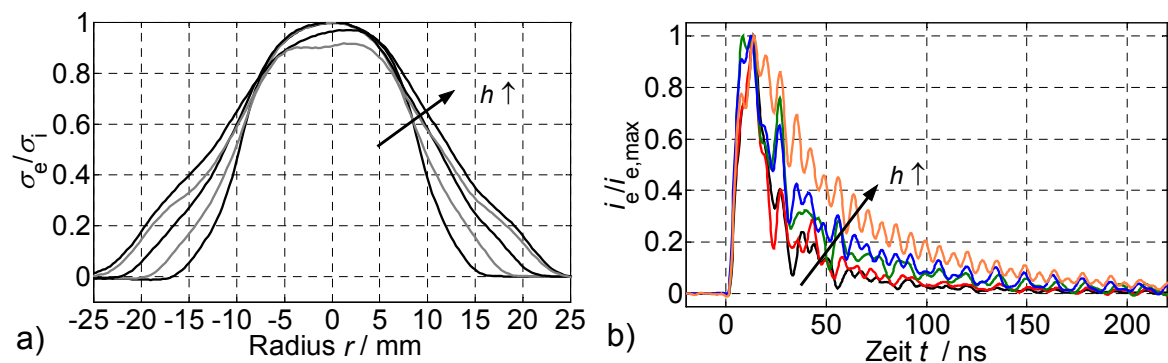 σe/σi
1
0.8
0.6
0.4
0.2
0
h ↑
-25 -20 -15 -10 -5 0 5 10 15 20 25
Radius r / mm
a)
ie/ie,max
1
0.8
0.6
0.4
0.2
0
h ↑
0 50 100 150 200
Zeit t / ns
b)